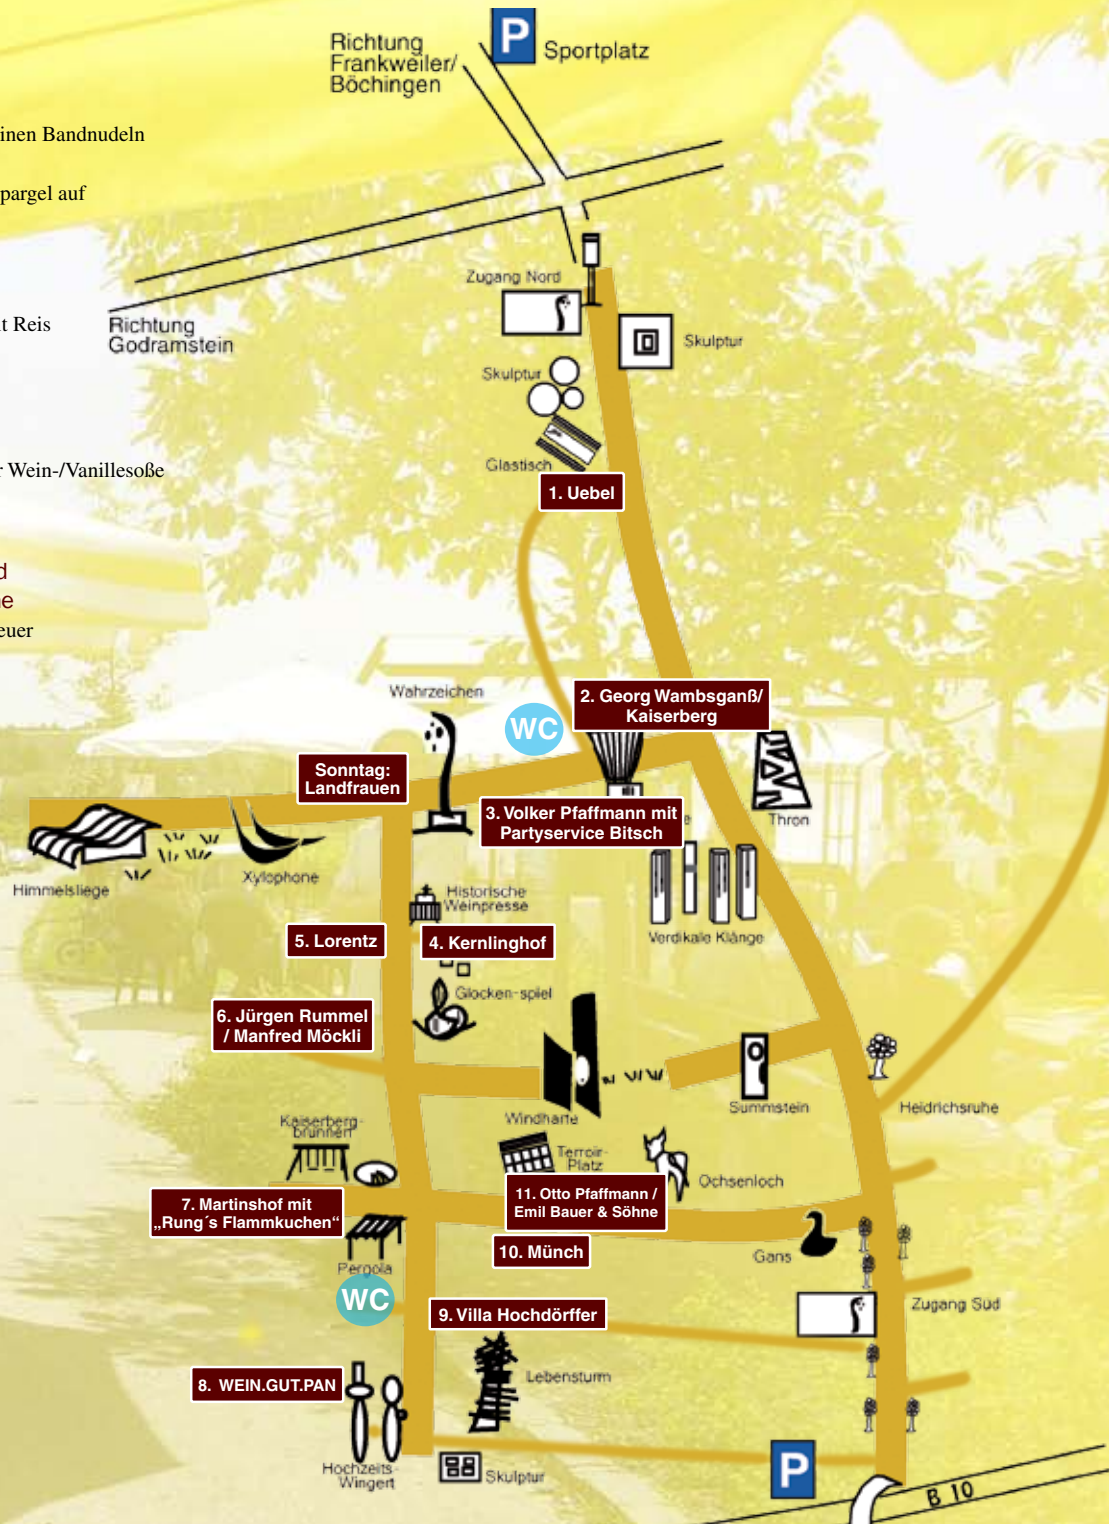 P
Sportplatz
Richtung
Frankweiler/
Böchingen
inen Bandnudeln
pargel auf
Zugang Nord
t Reis
Richtung
Godramstein
Skulptur
Skulptur
Glastisch
r Wein-/Vanillesoße
1. Uebel
d
ne
euer
Wahrzeichen
2. Georg Wambsganß/
Kaiserberg
WC
Sonntag:
Landfrauen
3. Volker Pfaffmann mit
Partyservice Bitsch
e
Thron
Himmelsliege
Xylophone
Historische
Weinpresse
Verdikale Klänge
5. Lorentz
4. Kernlinghof
Glocken-spiel
6. Jürgen Rummel
/ Manfred Möckli
Windharfe
Summstein
Heidrichsruhe
Kaiserberg-
brunnen
Terroir-
Platz
Ochsenloch
7. Martinshof mit
„Rung´s Flammkuchen“
11. Otto Pfaffmann /
Emil Bauer & Söhne
10. Münch
Gans
Pergola
WC
9. Villa Hochdörffer
Zugang Süd
8. WEIN.GUT.PAN
Lebensturm
Hochzeits-
Wingert
Skulptur
P
B 10